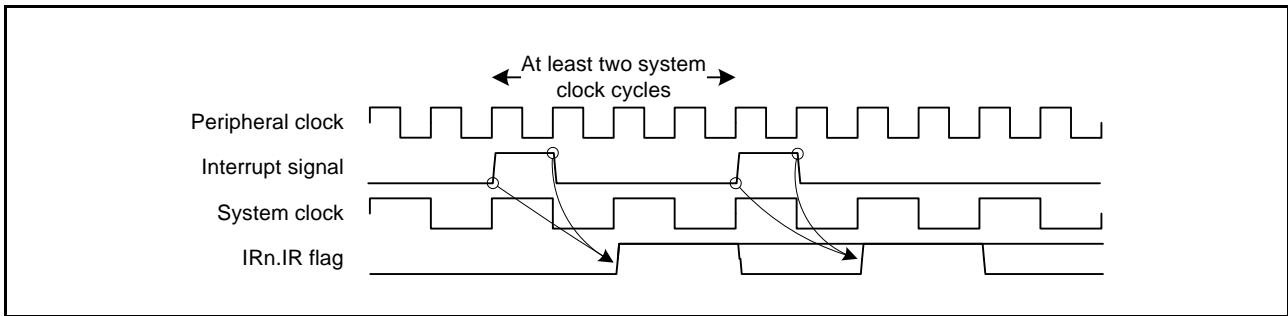 At least two system
clock cycles
Peripheral clock
Interrupt signal
System clock
IRn.IR flag